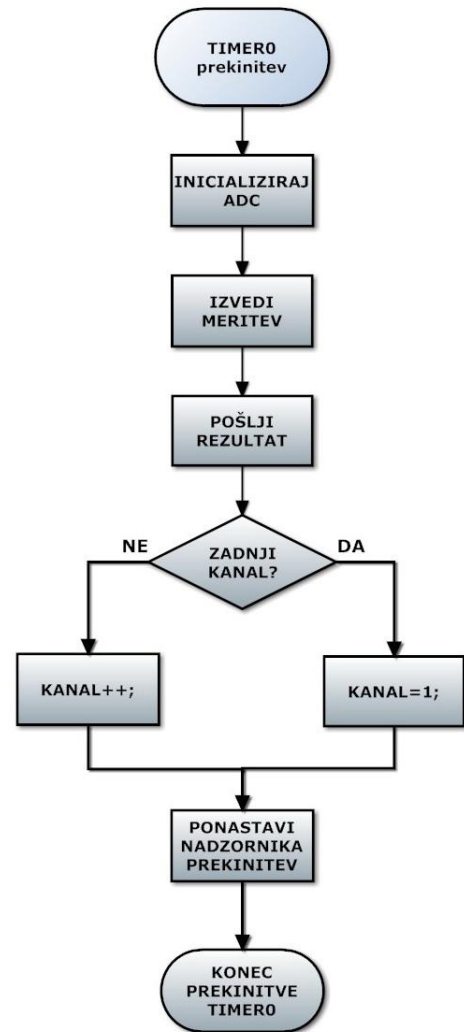 TIMER0
prekinitev
INICIALIZIRAJ
ADC
IZVEDI
MERITEV
POŠLJI
REZULTAT
NE
ZADNJI
KANAL?
DA
KANAL++;
KANAL=1;
PONASTAVI
NADZORNIKA
PREKINITEV
KONEC
PREKINITVE
TIMER0